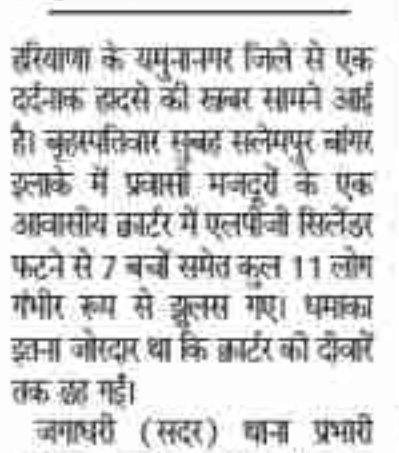 हरियाणा के यमुनानगर जिले से एक
दर्दनाक हादसे की खबर सामने आई
है। बृहस्पतिवार सुबह सलेमपुर बांगर
इलाके में प्रवासी मजदूरों के एक
आवासीय क्वार्टर में एलपीजी सिलेंडर
फटने से 7 बच्चों समेत कुल 11 लोग
गंभीर रूप से झुलस गए। धमाका
इतना जोरदार था कि क्वार्टर की दीवारें
तक ढह गईं।
जगाधरी (सदर) थाना प्रभारी